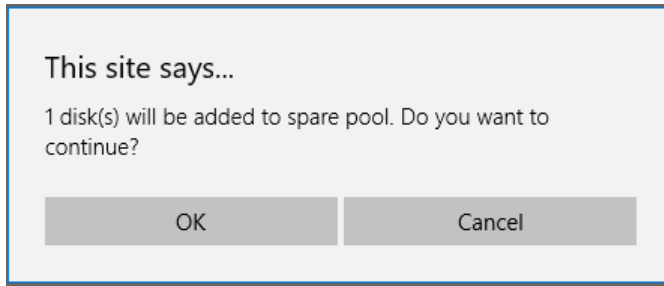 This site says...
1 disk(s) will be added to spare pool. Do you want to
continue?
OK
Cancel